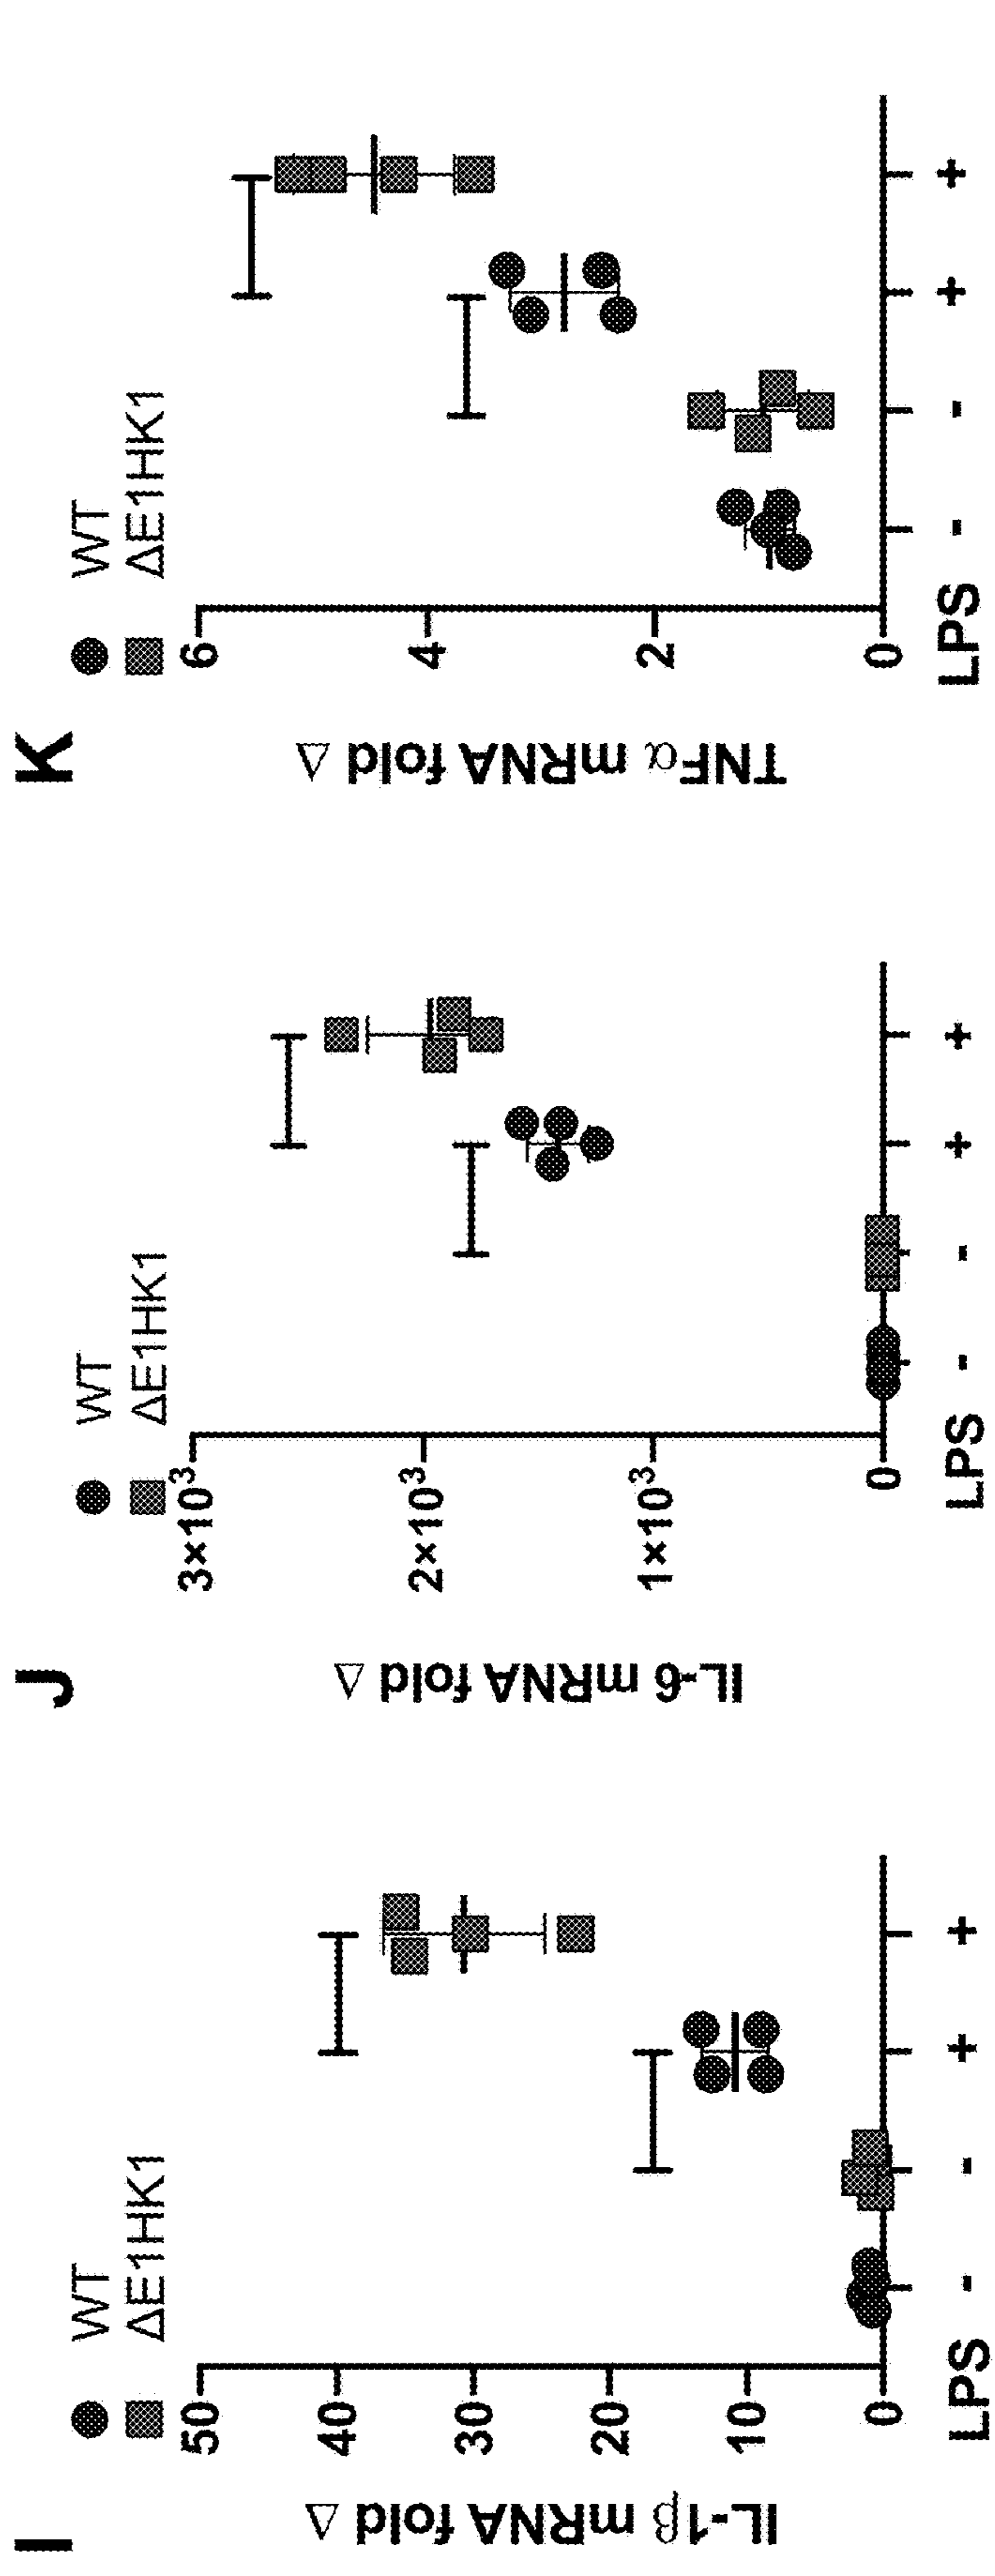 I
WT
ΔE1HK1
IL-1β mRNA fold Δ
50
40
30
20
10
0
LPS - - + +
J
WT
ΔE1HK1
IL-6 mRNA fold Δ
3×10³
2×10³
1×10³
0
LPS - - + +
K
WT
ΔE1HK1
TNFα mRNA fold Δ
6
4
2
0
LPS - - + +